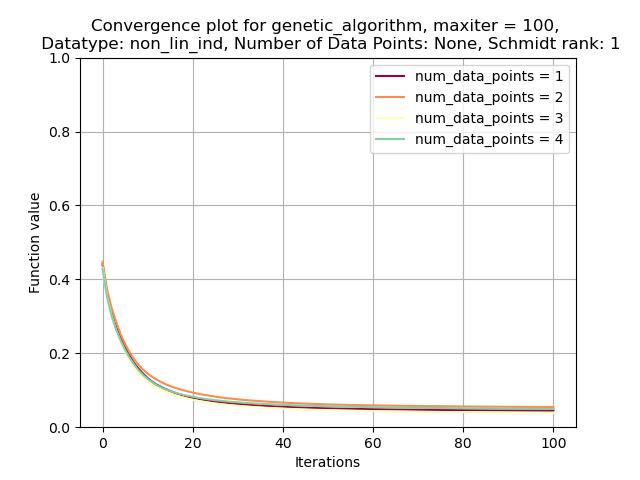 Convergence plot for genetic_algorithm, maxiter = 100,
Datatype: non_lin_ind, Number of Data Points: None, Schmidt rank: 1
num_data_points = 1
num_data_points = 2
num_data_points = 3
num_data_points = 4
1.0
0.8
0.6
0.4
0.2
0.0
Function value
0 20 40 60 80 100
Iterations